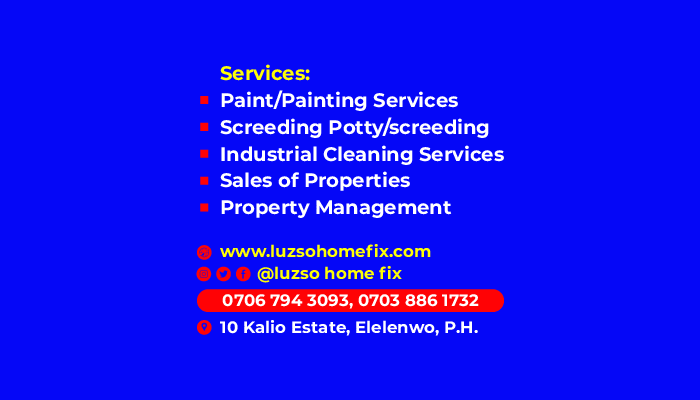 Services:
Paint/Painting Services
Screeding Potty/screeding
Industrial Cleaning Services
Sales of Properties
Property Management
www.luzsohomefix.com
@luzso home fix
0706 794 3093, 0703 886 1732
10 Kalio Estate, Elelenwo, P.H.